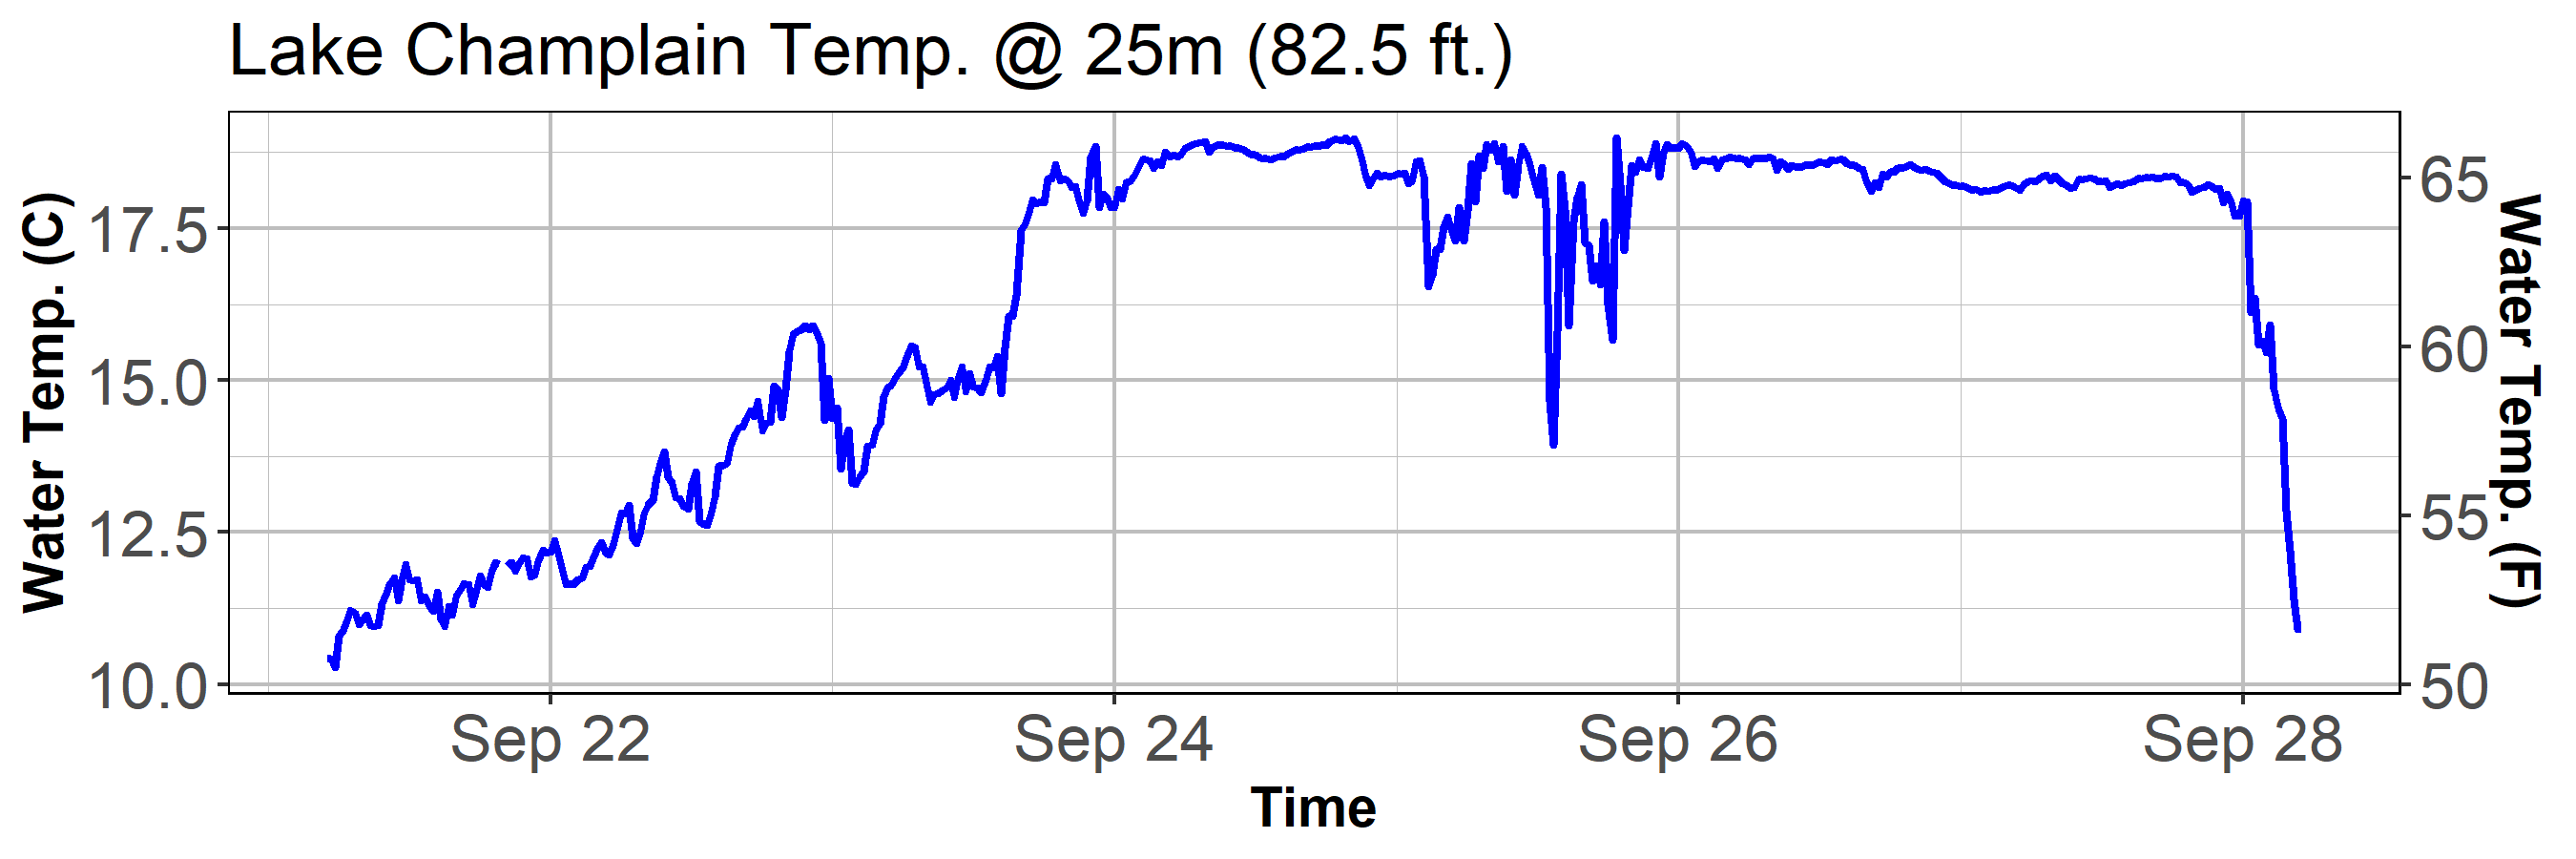 Lake Champlain Temp. @ 25m (82.5 ft.)
Water Temp. (C)
17.5
15.0
12.5
10.0
65
60
55
50
Water Temp. (F)
Sep 22
Sep 24
Sep 26
Sep 28
Time